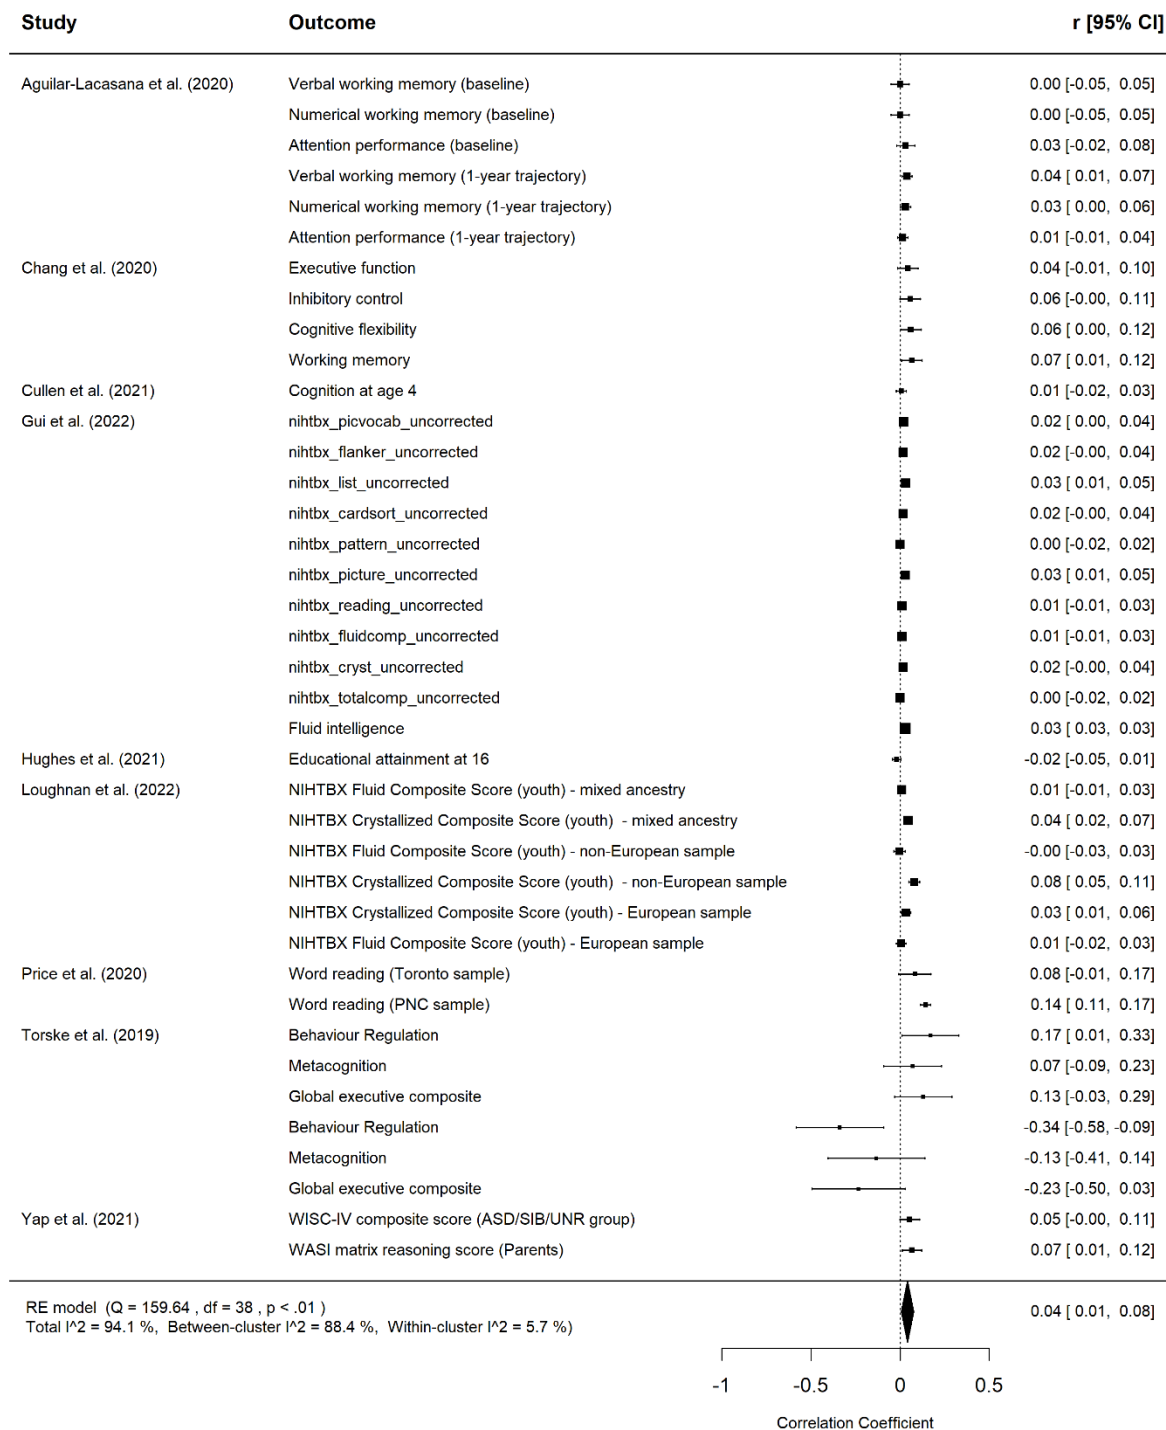 Study Outcome r [95% CI]
Aguilar-Lacasana et al. (2020) Verbal working memory (baseline) 0.00 [-0.05, 0.05]
Numerical working memory (baseline) 0.00 [-0.05, 0.05]
Attention performance (baseline) 0.03 [-0.02, 0.08]
Verbal working memory (1-year trajectory) 0.04 [ 0.01, 0.07]
Numerical working memory (1-year trajectory) 0.03 [ 0.00, 0.06]
Attention performance (1-year trajectory) 0.01 [-0.01, 0.04]
Chang et al. (2020) Executive function 0.04 [-0.01, 0.10]
Inhibitory control 0.06 [-0.00, 0.11]
Cognitive flexibility 0.06 [ 0.00, 0.12]
Working memory 0.07 [ 0.01, 0.12]
Cullen et al. (2021) Cognition at age 4 0.01 [-0.02, 0.03]
Gui et al. (2022) nihtbx_picvocab_uncorrected 0.02 [ 0.00, 0.04]
nihtbx_flanker_uncorrected 0.02 [-0.00, 0.04]
nihtbx_list_uncorrected 0.03 [ 0.01, 0.05]
nihtbx_cardsort_uncorrected 0.02 [-0.00, 0.04]
nihtbx_pattern_uncorrected 0.00 [-0.02, 0.02]
nihtbx_picture_uncorrected 0.03 [ 0.01, 0.05]
nihtbx_reading_uncorrected 0.01 [-0.01, 0.03]
nihtbx_fluidcomp_uncorrected 0.01 [-0.01, 0.03]
nihtbx_cryst_uncorrected 0.02 [-0.00, 0.04]
nihtbx_totalcomp_uncorrected 0.00 [-0.02, 0.02]
Fluid intelligence 0.03 [ 0.03, 0.03]
Hughes et al. (2021) Educational attainment at 16 -0.02 [-0.05, 0.01]
Loughnan et al. (2022) NIHTBX Fluid Composite Score (youth) - mixed ancestry 0.01 [-0.01, 0.03]
NIHTBX Crystallized Composite Score (youth) - mixed ancestry 0.04 [ 0.02, 0.07]
NIHTBX Fluid Composite Score (youth) - non-European sample -0.00 [-0.03, 0.03]
NIHTBX Crystallized Composite Score (youth) - non-European sample 0.08 [ 0.05, 0.11]
NIHTBX Crystallized Composite Score (youth) - European sample 0.03 [ 0.01, 0.06]
NIHTBX Fluid Composite Score (youth) - European sample 0.01 [-0.02, 0.03]
Price et al. (2020) Word reading (Toronto sample) 0.08 [-0.01, 0.17]
Word reading (PNC sample) 0.14 [ 0.11, 0.17]
Torske et al. (2019) Behaviour Regulation 0.17 [ 0.01, 0.33]
Metacognition 0.07 [-0.09, 0.23]
Global executive composite 0.13 [-0.03, 0.29]
Behaviour Regulation -0.34 [-0.58, -0.09]
Metacognition -0.13 [-0.41, 0.14]
Global executive composite -0.23 [-0.50, 0.03]
Yap et al. (2021) WISC-IV composite score (ASD/SIB/UNR group) 0.05 [-0.00, 0.11]
WASI matrix reasoning score (Parents) 0.07 [ 0.01, 0.12]
RE model (Q = 159.64 , df = 38 , p < .01 ) 0.04 [ 0.01, 0.08]
Total I^2 = 94.1 %, Between-cluster I^2 = 88.4 %, Within-cluster I^2 = 5.7 %)
-1 -0.5 0 0.5
Correlation Coefficient